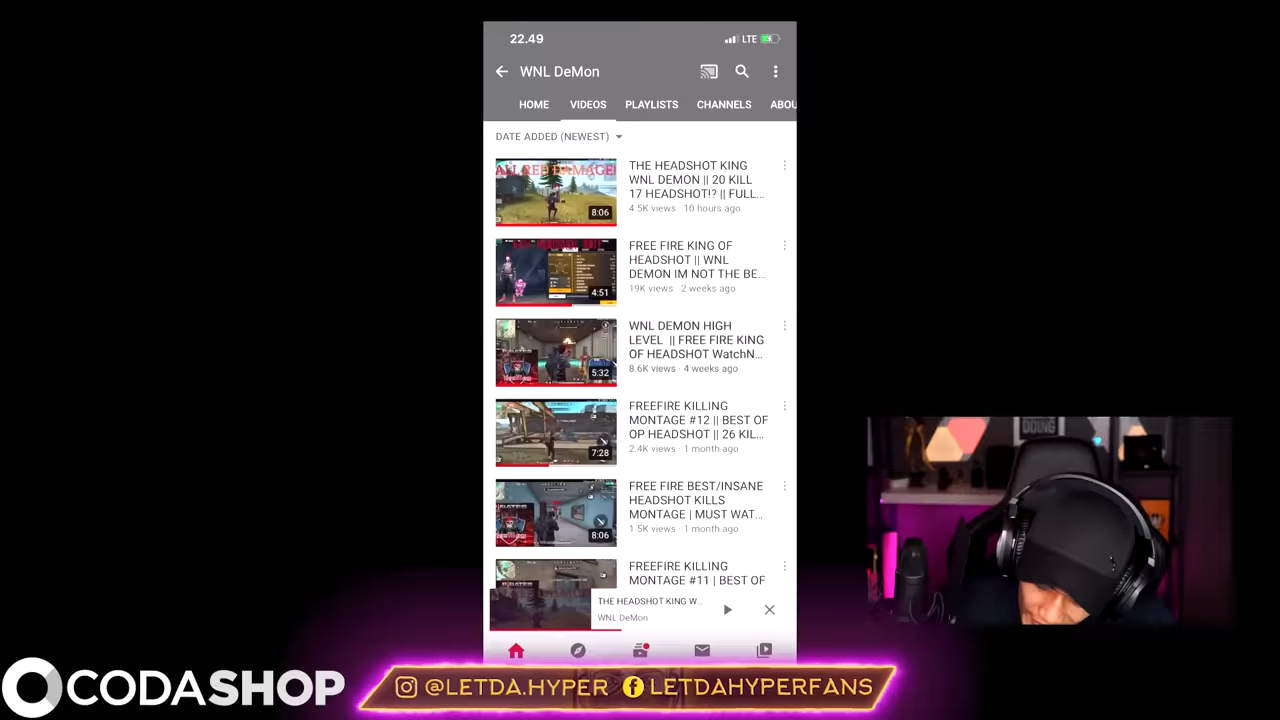 22.49
LTE
WNL DeMon
HOME
VIDEOS
PLAYLISTS
CHANNELS
ABOU
DATE ADDED (NEWEST)
ALL RED DAMAGE!
8:06
THE HEADSHOT KING
WNL DEMON || 20 KILL
17 HEADSHOT!? || FULL...
4.5K views · 10 hours ago
4:51
FREE FIRE KING OF
HEADSHOT || WNL
DEMON IM NOT THE BE...
19K views · 2 weeks ago
5:32
WNL DEMON HIGH
LEVEL || FREE FIRE KING
OF HEADSHOT WatchN...
8.6K views · 4 weeks ago
7:28
FREEFIRE KILLING
MONTAGE #12 || BEST OF
OP HEADSHOT || 26 KIL...
2.4K views · 1 month ago
8:06
FREE FIRE BEST/INSANE
HEADSHOT KILLS
MONTAGE | MUST WAT...
1.5K views · 1 month ago
FREEFIRE KILLING
MONTAGE #11 | BEST OF
THE HEADSHOT KING W...
WNL DeMon
DOING
CODASHOP
@LETDA.HYPER
LETDAHYPERFANS